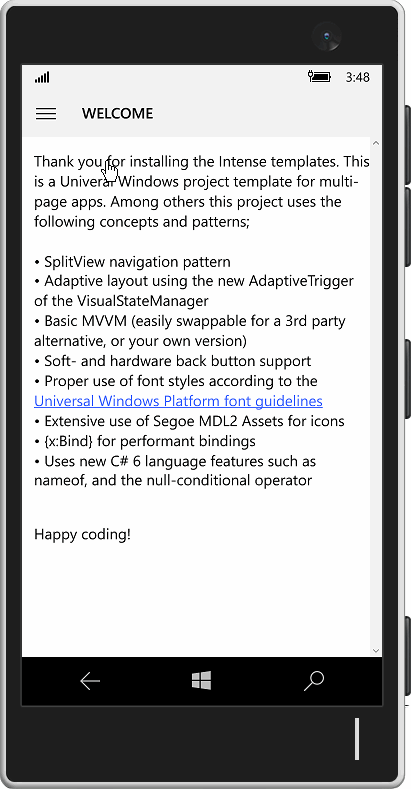 3:48
WELCOME
Thank you for installing the Intense templates. This
is a Univeral Windows project template for multi-
page apps. Among others this project uses the
following concepts and patterns;
• SplitView navigation pattern
• Adaptive layout using the new AdaptiveTrigger
of the VisualStateManager
• Basic MVVM (easily swappable for a 3rd party
alternative, or your own version)
• Soft- and hardware back button support
• Proper use of font styles according to the
Universal Windows Platform font guidelines
• Extensive use of Segoe MDL2 Assets for icons
• {x:Bind} for performant bindings
• Uses new C# 6 language features such as
nameof, and the null-conditional operator
Happy coding!